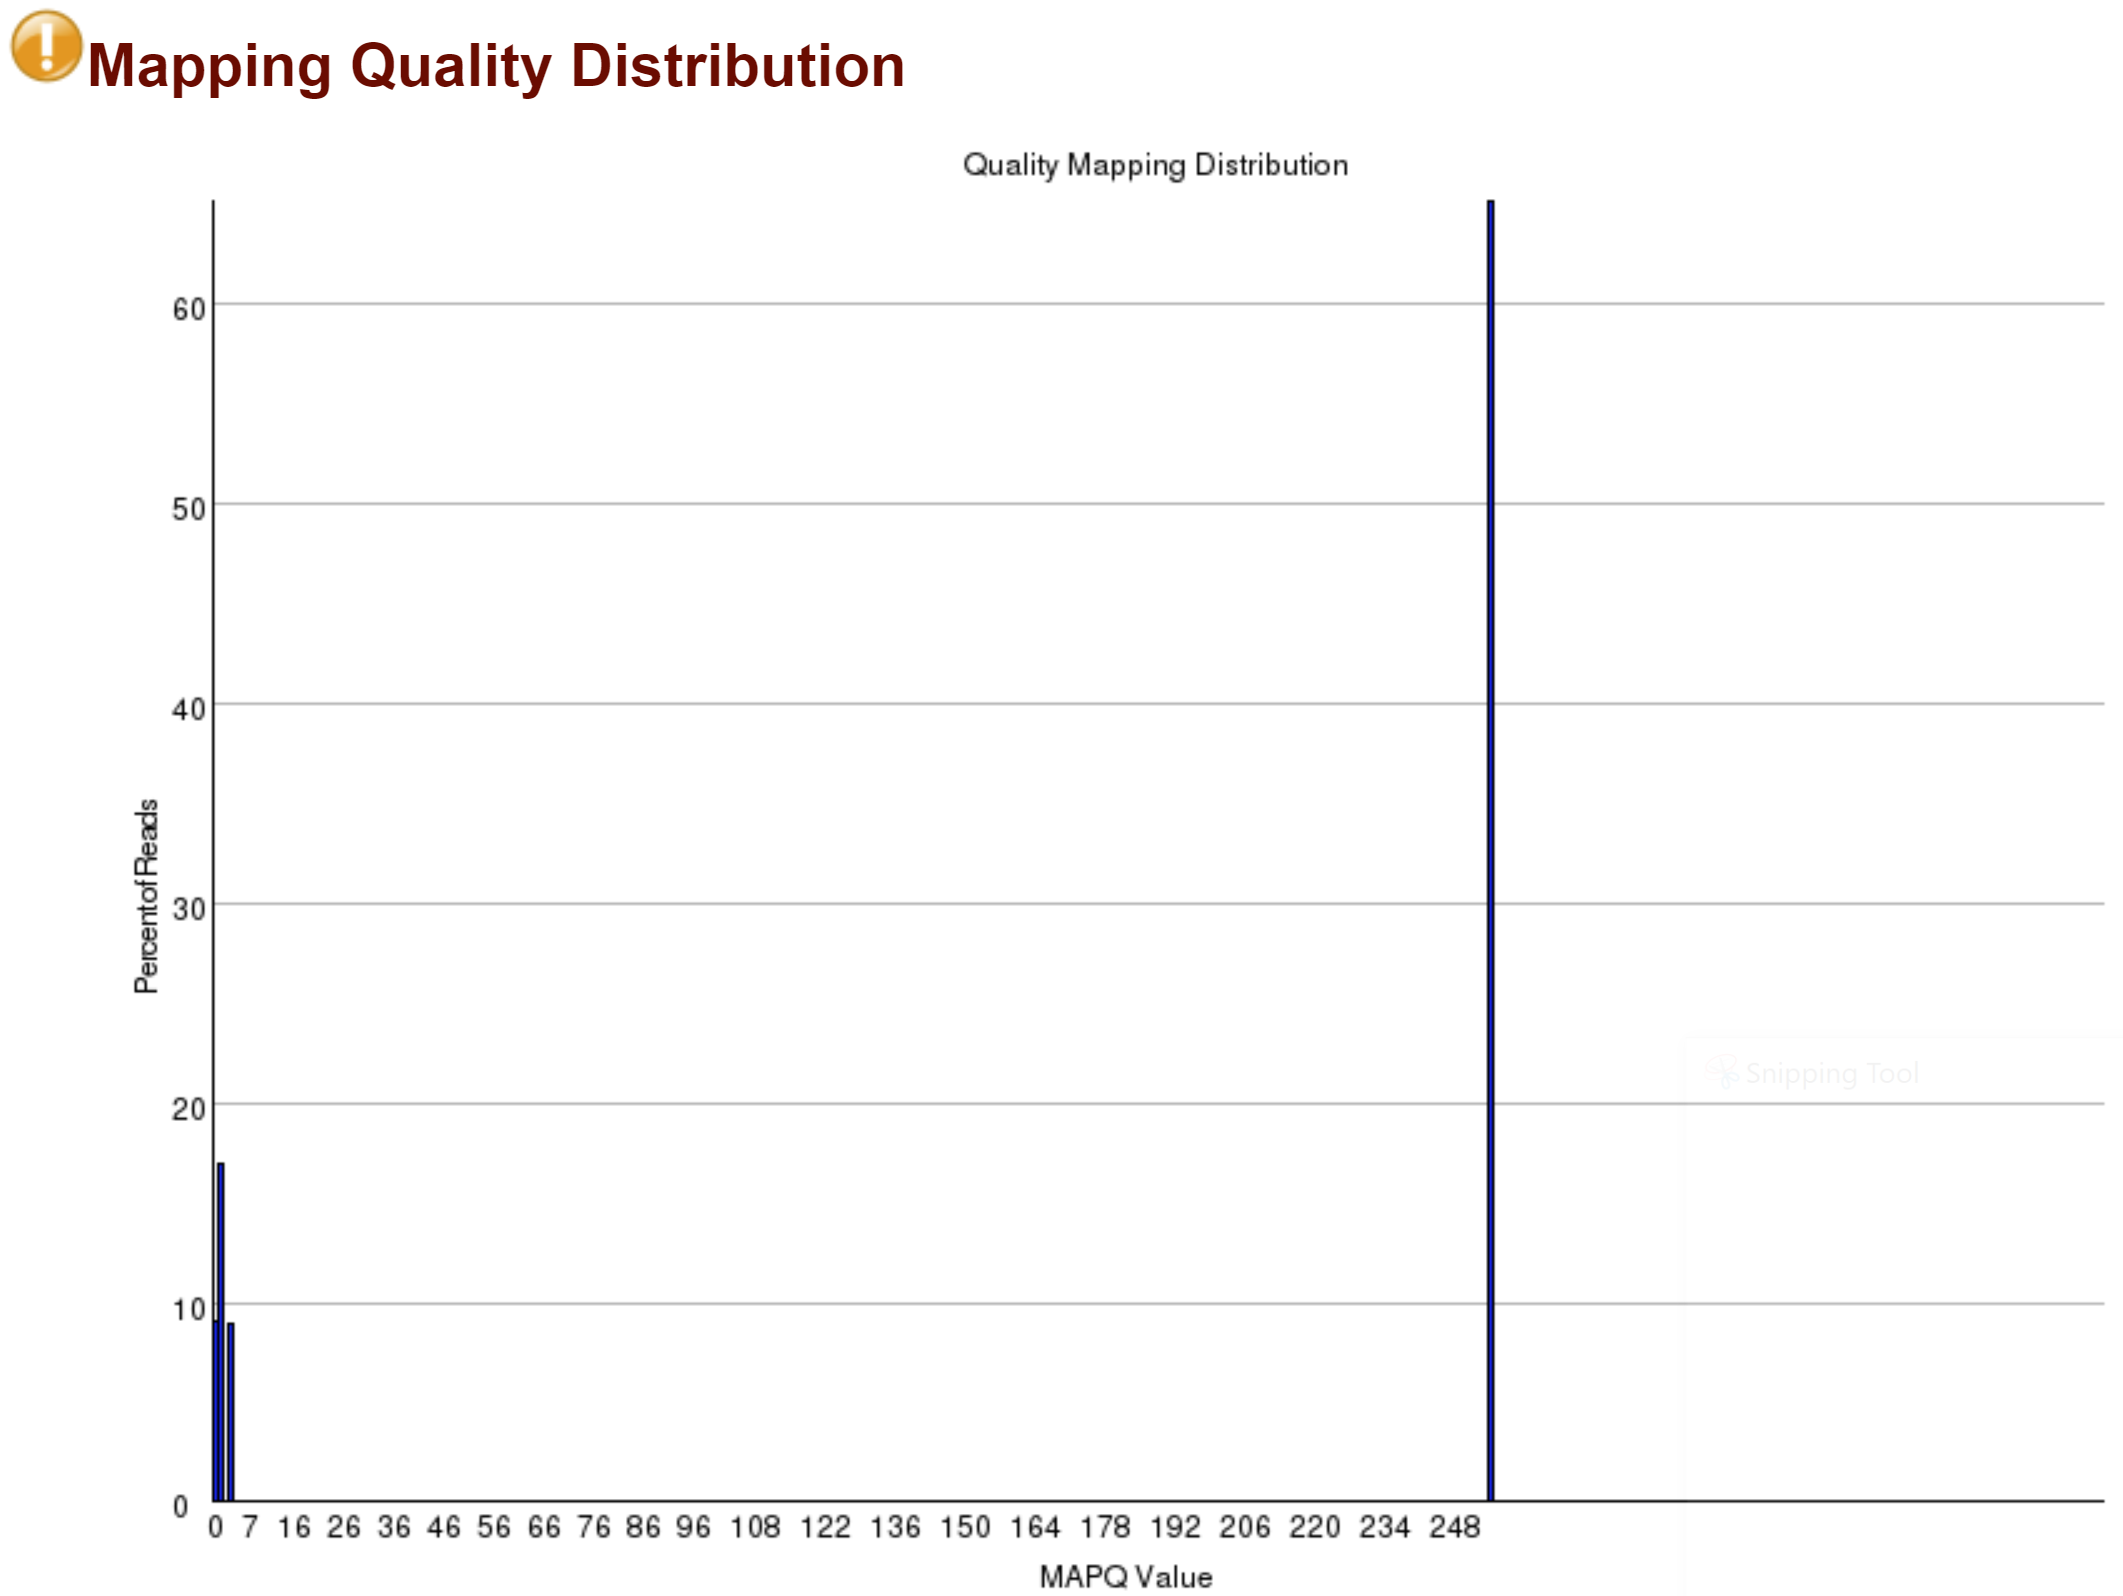 Mapping Quality Distribution
Quality Mapping Distribution
60
50
40
30
20
10
0
Percent of Reads
0 7 16 26 36 46 56 66 76 86 96 108 122 136 150 164 178 192 206 220 234 248
MAPQ Value
Snipping Tool